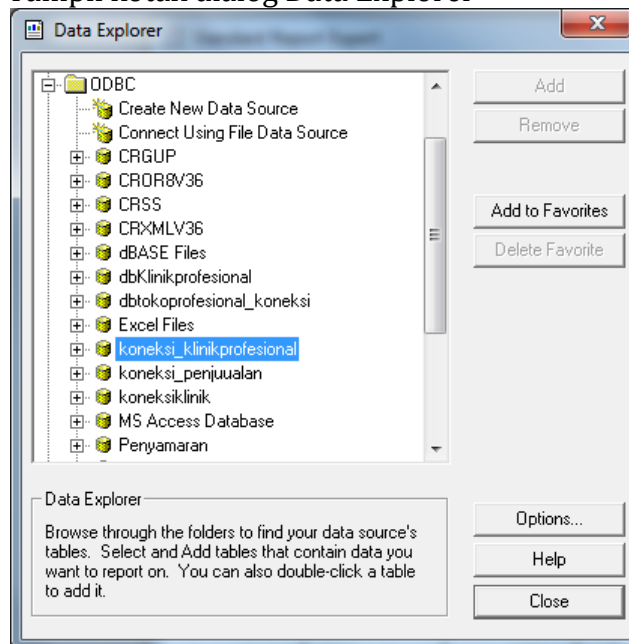 Tampil kotak dialog Data Explorer
Data Explorer
ODBC
Create New Data Source
Connect Using File Data Source
CRGUP
CROR8V36
CRSS
CRXMLV36
dBASE Files
dbKlinikprofesional
dbtokoprofesional_koneksi
Excel Files
koneksi_klinikprofesional
koneksi_penjuualan
koneksiklinik
MS Access Database
Penyamaran
Add
Remove
Add to Favorites
Delete Favorite
Data Explorer
Browse through the folders to find your data source's
tables. Select and Add tables that contain data you
want to report on. You can also double-click a table
to add it.
Options...
Help
Close